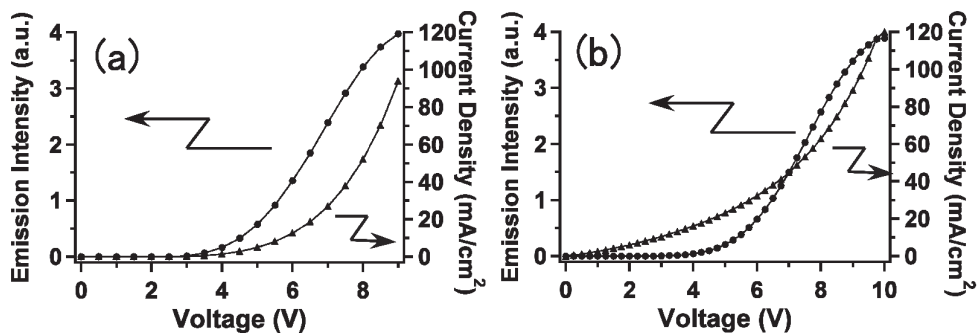 (a)
Emission Intensity (a.u.)
4
3
2
1
0
0 2 4 6 8
Voltage (V)
120
100
80
60
40
20
0
Current Density (mA/cm²)
(b)
Emission Intensity (a.u.)
4
3
2
1
0
0 2 4 6 8 10
Voltage (V)
120
100
80
60
40
20
0
Current Density (mA/cm²)